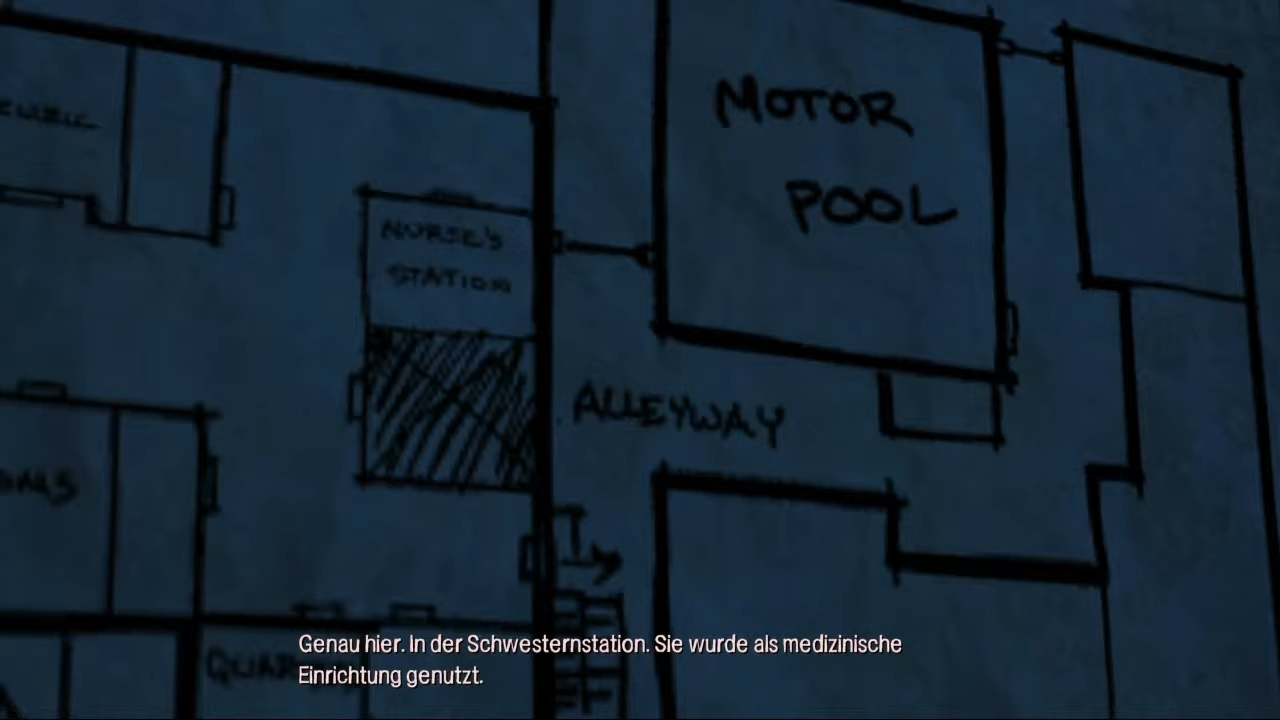 MOTOR
POOL
NURSE'S
STATION
ALLEYWAY
Genau hier. In der Schwesternstation. Sie wurde als medizinische
Einrichtung genutzt.